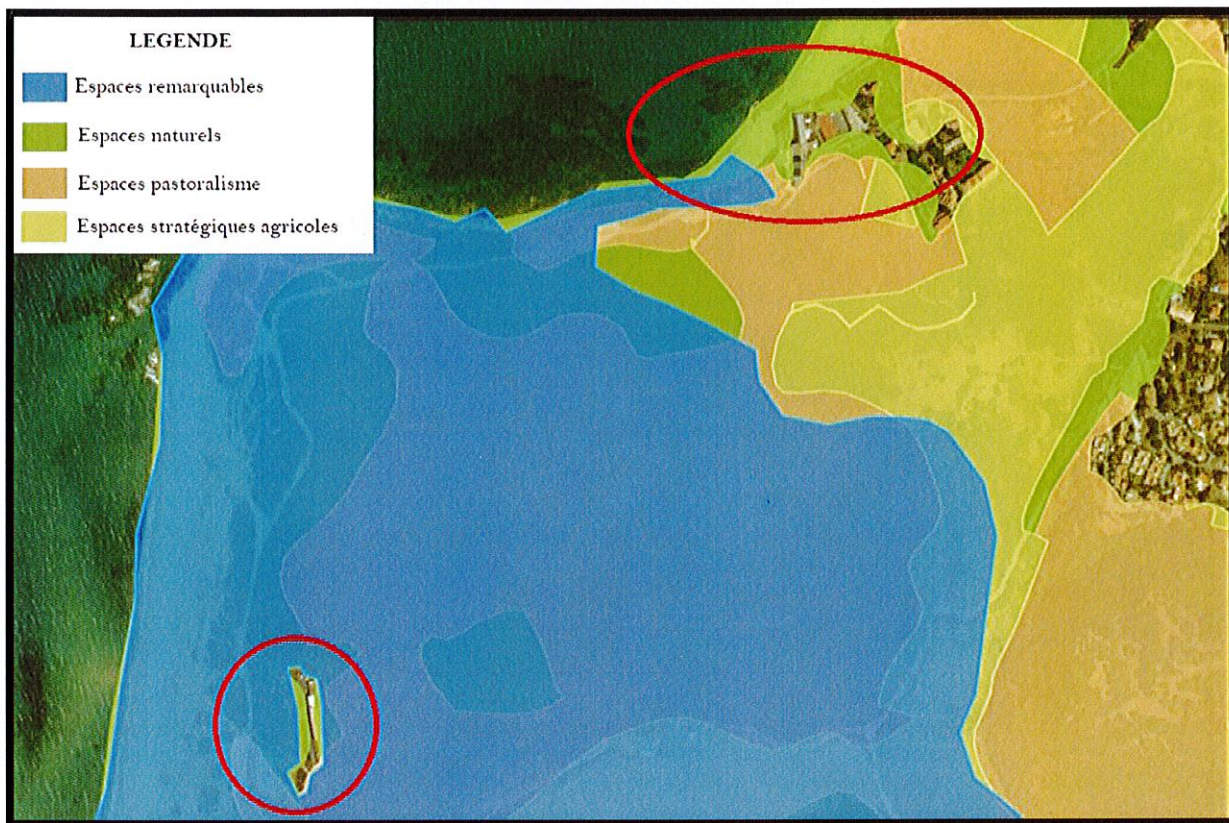 LEGENDE
Espaces remarquables
Espaces naturels
Espaces pastoralisme
Espaces stratégiques agricoles